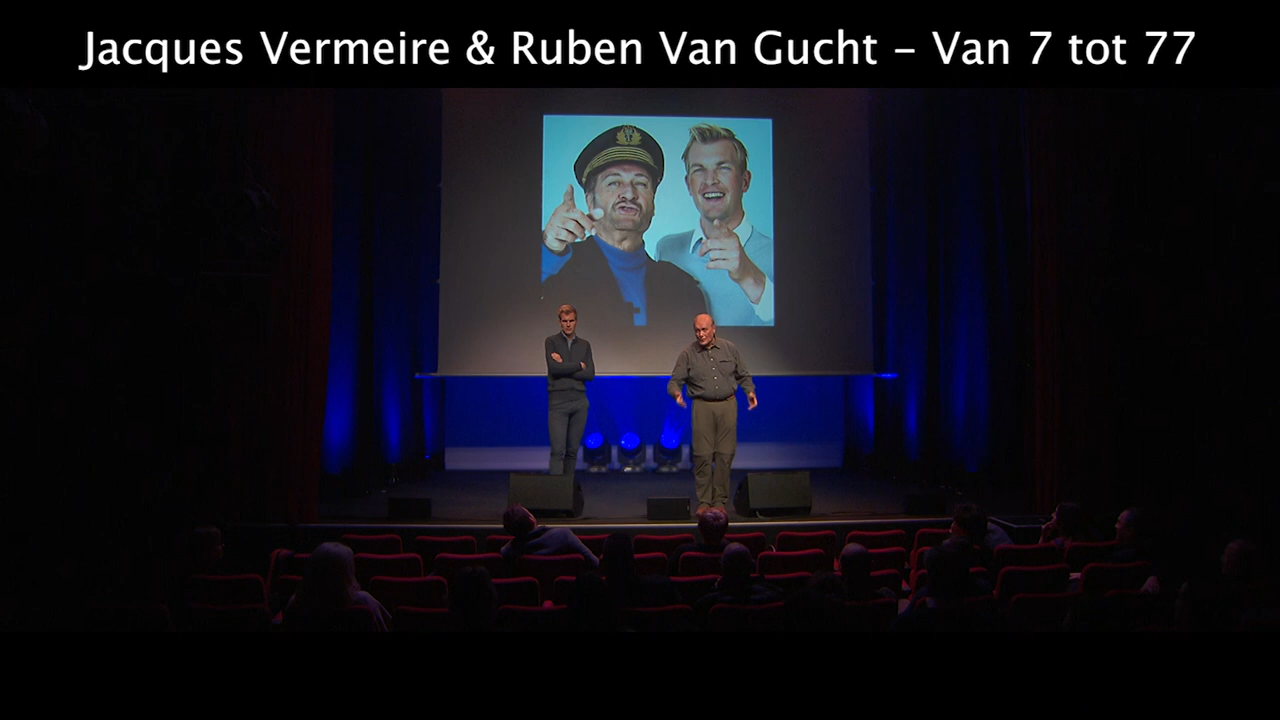 Jacques Vermeire & Ruben Van Gucht – Van 7 tot 77